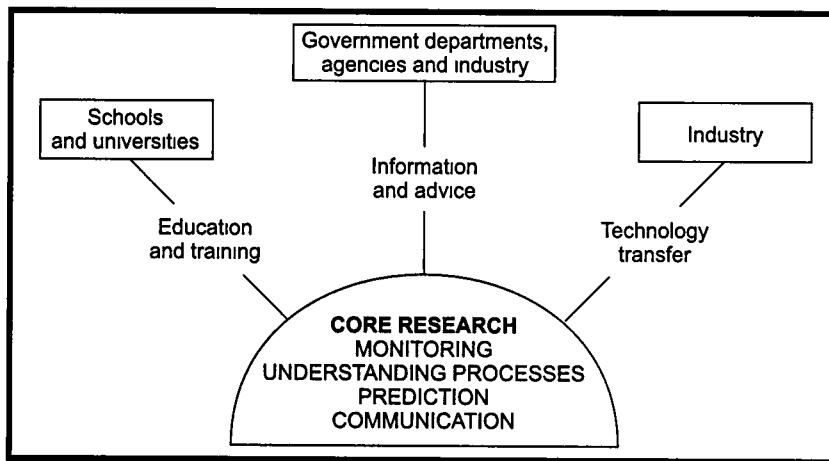 Government departments,
agencies and industry
Schools
and universities
Industry
Information
and advice
Education
and training
Technology
transfer
CORE RESEARCH
MONITORING
UNDERSTANDING PROCESSES
PREDICTION
COMMUNICATION